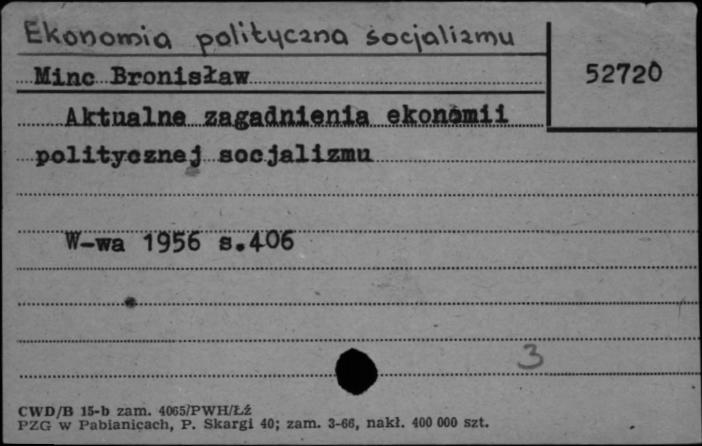 Ekonomia polityczna socjalizmu
Minc Bronisław
52720
Aktualne zagadnienia ekonomii
politycznej socjalizmu
W-wa 1956 s.406
3
CWD/B 15-b zam. 4065/PWH/Łź
PZG w Pabianicach, P. Skargi 40; zam. 3-66, nakł. 400 000 szt.